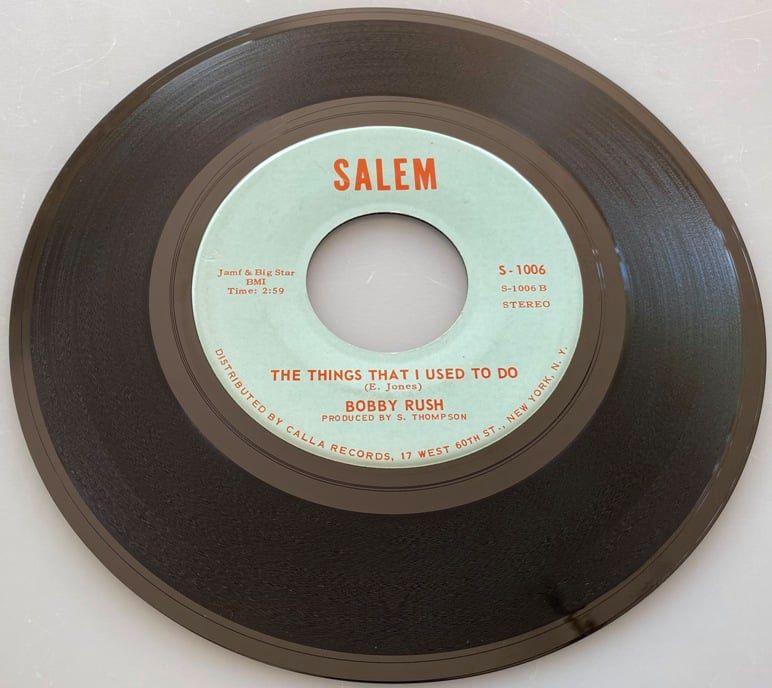 SALEM
Jamf & Big Star
BMI
Time: 2:59
S-1006
S-1006 B
STEREO
THE THINGS THAT I USED TO DO
(E. Jones)
BOBBY RUSH
PRODUCED BY S. THOMPSON
DISTRIBUTED BY CALLA RECORDS, 17 WEST 60TH ST., NEW YORK, N. Y.